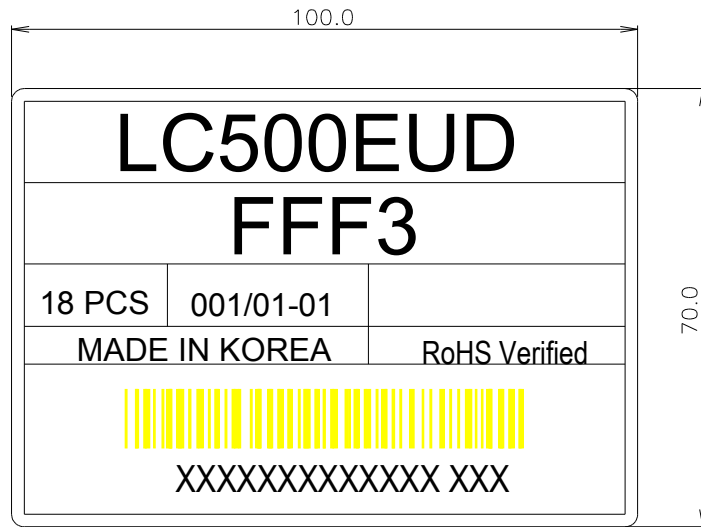 100.0
LC500EUD
FFF3
18 PCS 001/01-01
70.0
MADE IN KOREA RoHS Verified
XXXXXXXXXXXXX XXX